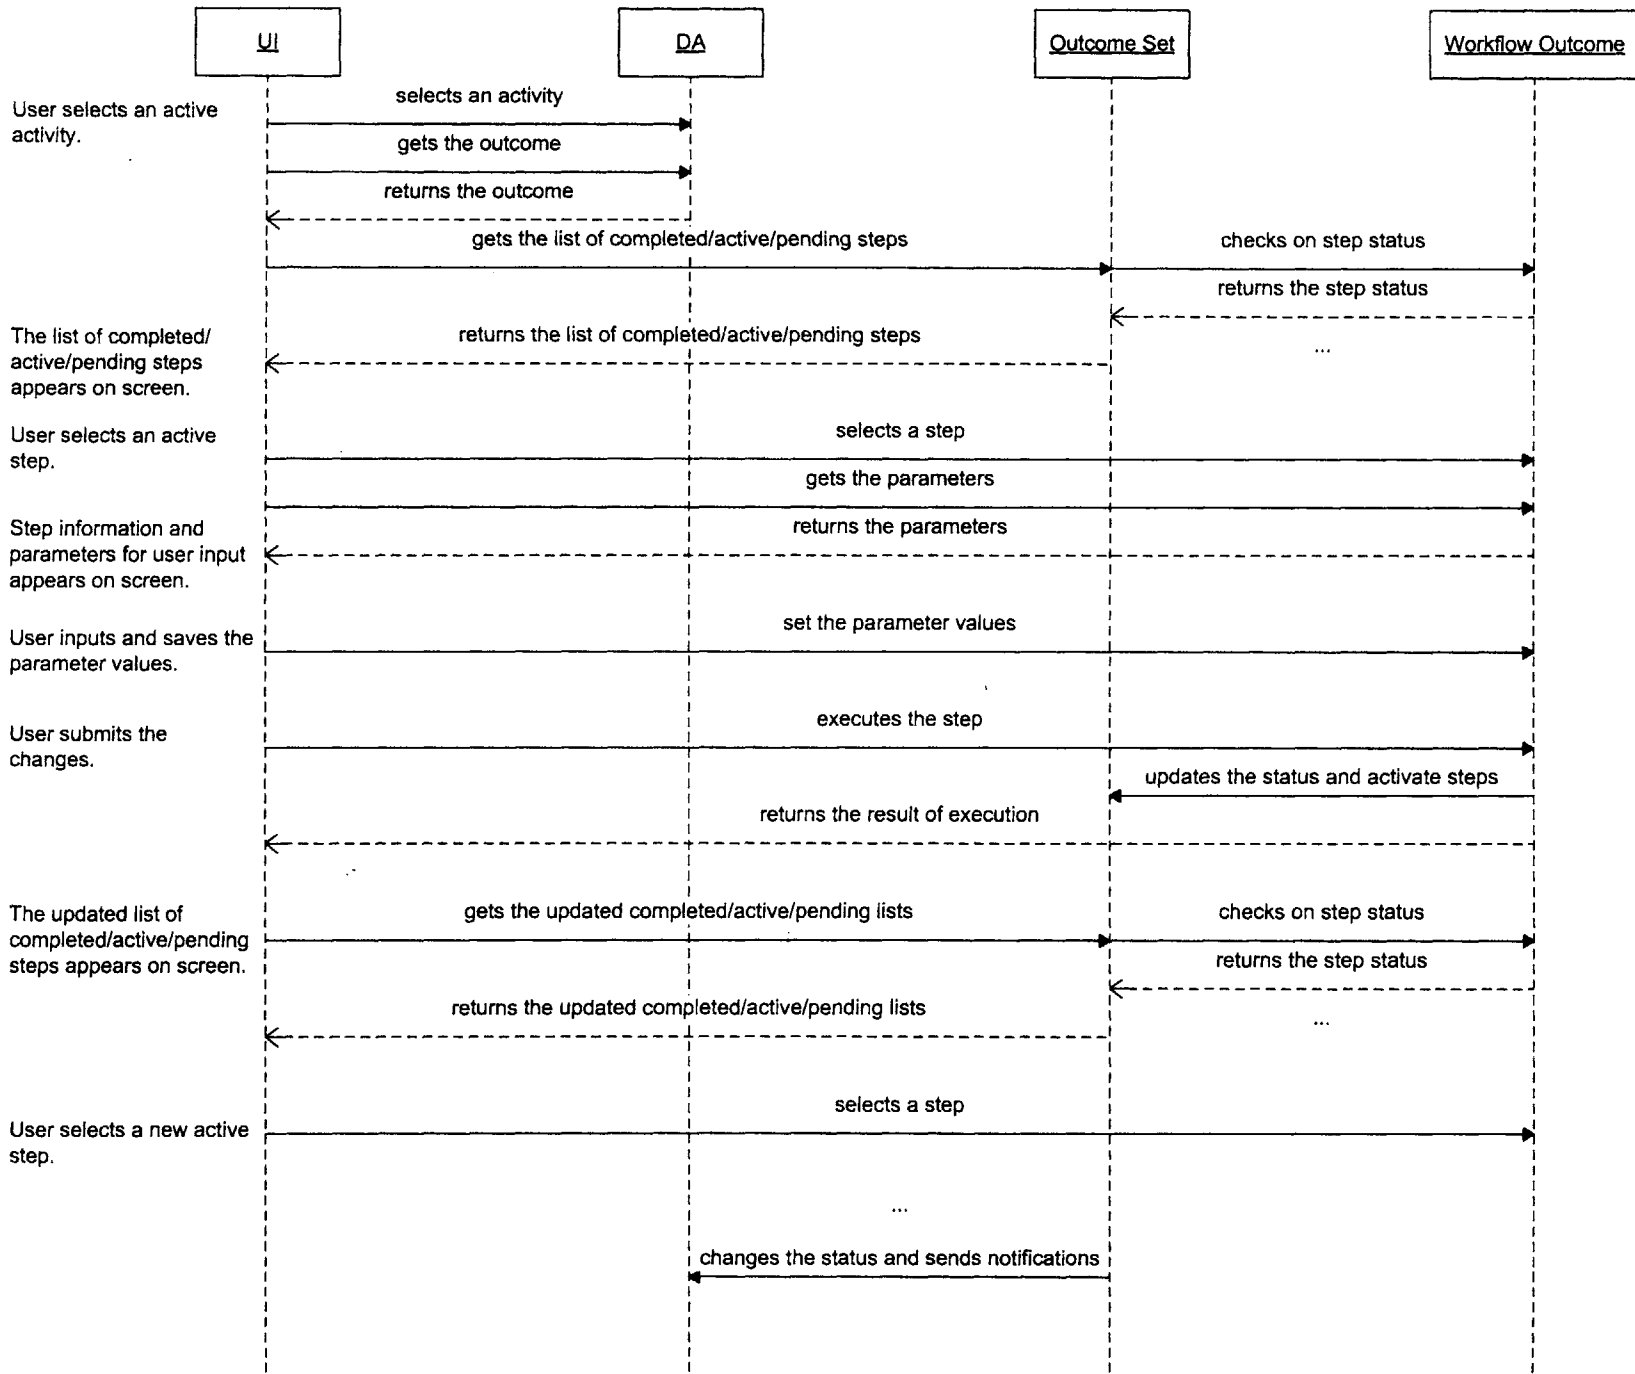 UI
DA
Outcome Set
Workflow Outcome
User selects an active
activity.
selects an activity
gets the outcome
returns the outcome
gets the list of completed/active/pending steps
checks on step status
returns the step status
The list of completed/
active/pending steps
appears on screen.
returns the list of completed/active/pending steps
...
User selects an active
step.
selects a step
gets the parameters
Step information and
parameters for user input
appears on screen.
returns the parameters
User inputs and saves the
parameter values.
set the parameter values
User submits the
changes.
executes the step
updates the status and activate steps
returns the result of execution
The updated list of
completed/active/pending
steps appears on screen.
gets the updated completed/active/pending lists
checks on step status
returns the step status
returns the updated completed/active/pending lists
...
User selects a new active
step.
selects a step
...
changes the status and sends notifications